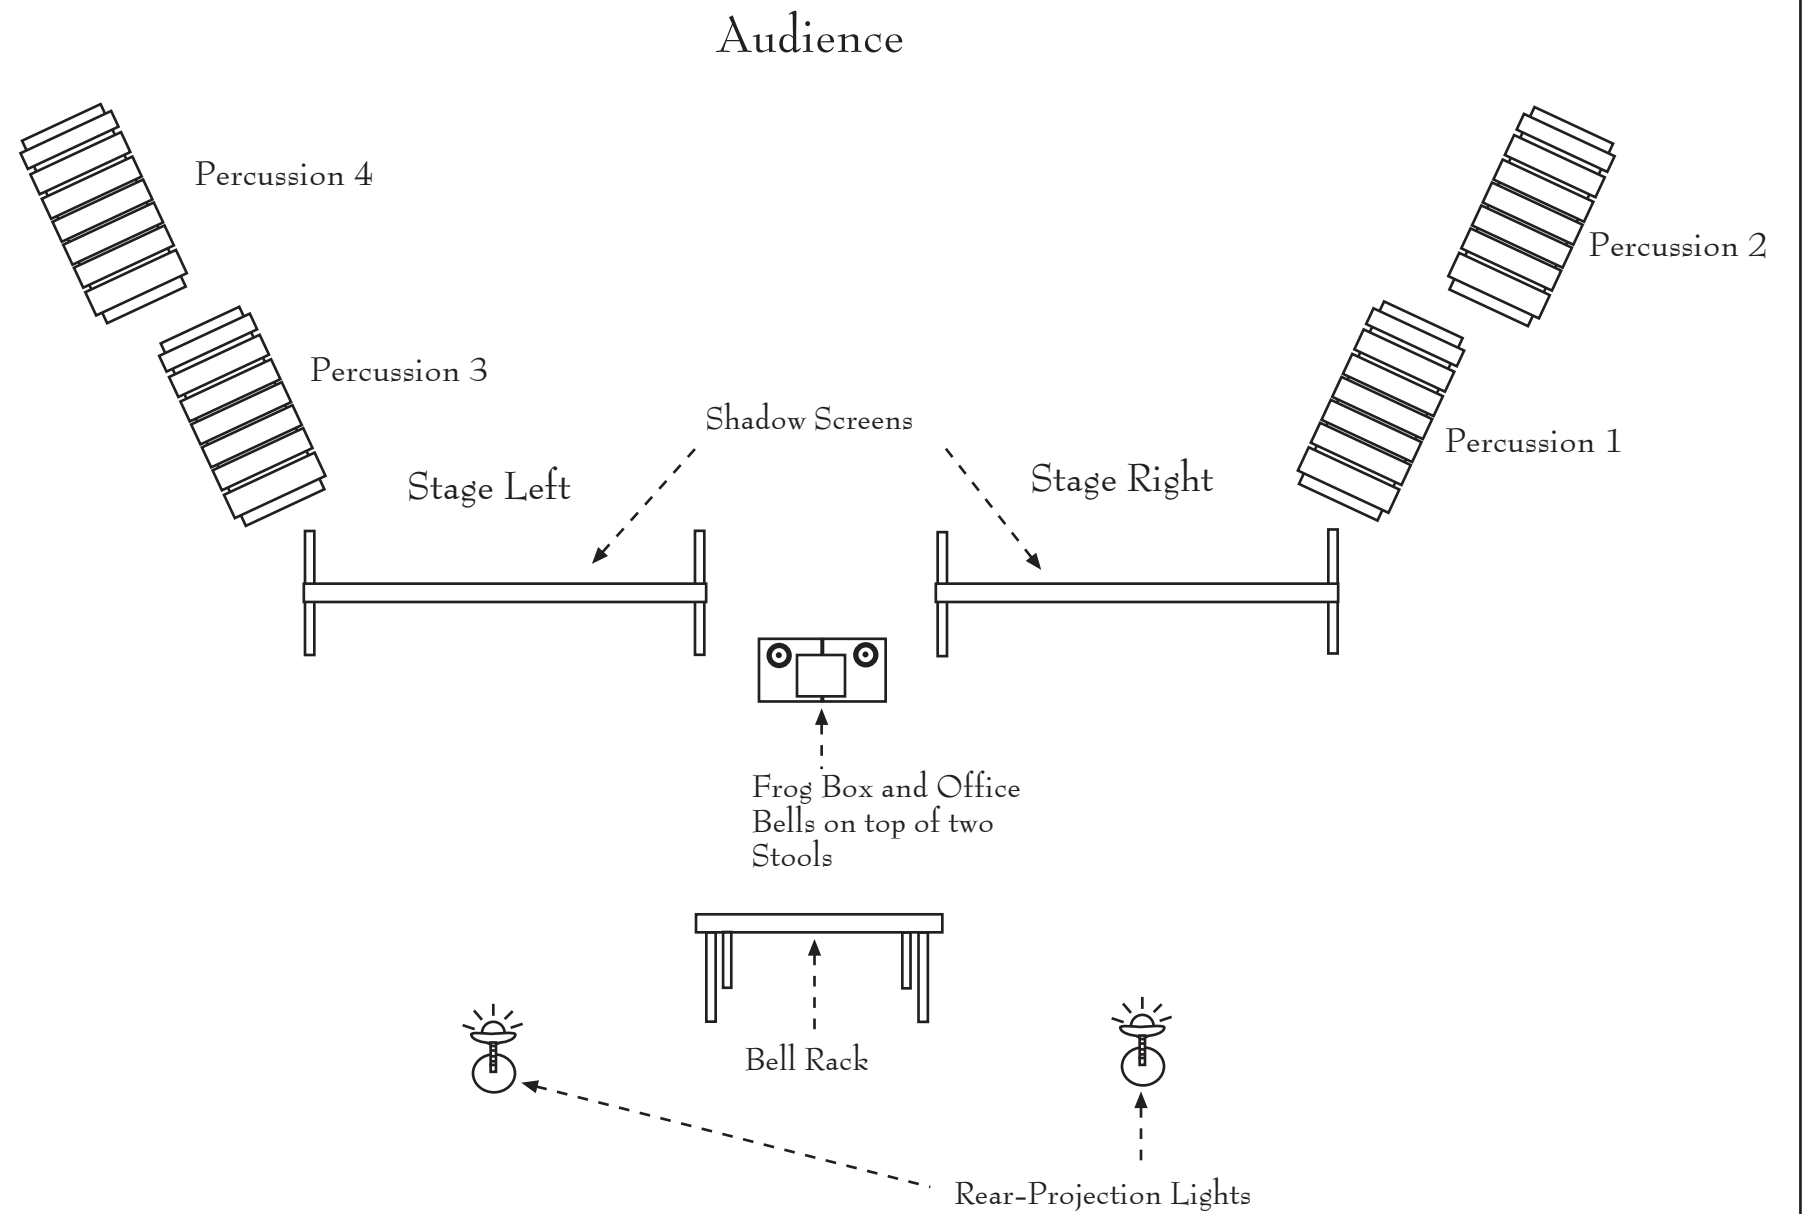 Audience
Percussion 4
Percussion 2
Percussion 3
Percussion 1
Shadow Screens
Stage Left
Stage Right
Frog Box and Office
Bells on top of two
Stools
Bell Rack
Rear-Projection Lights